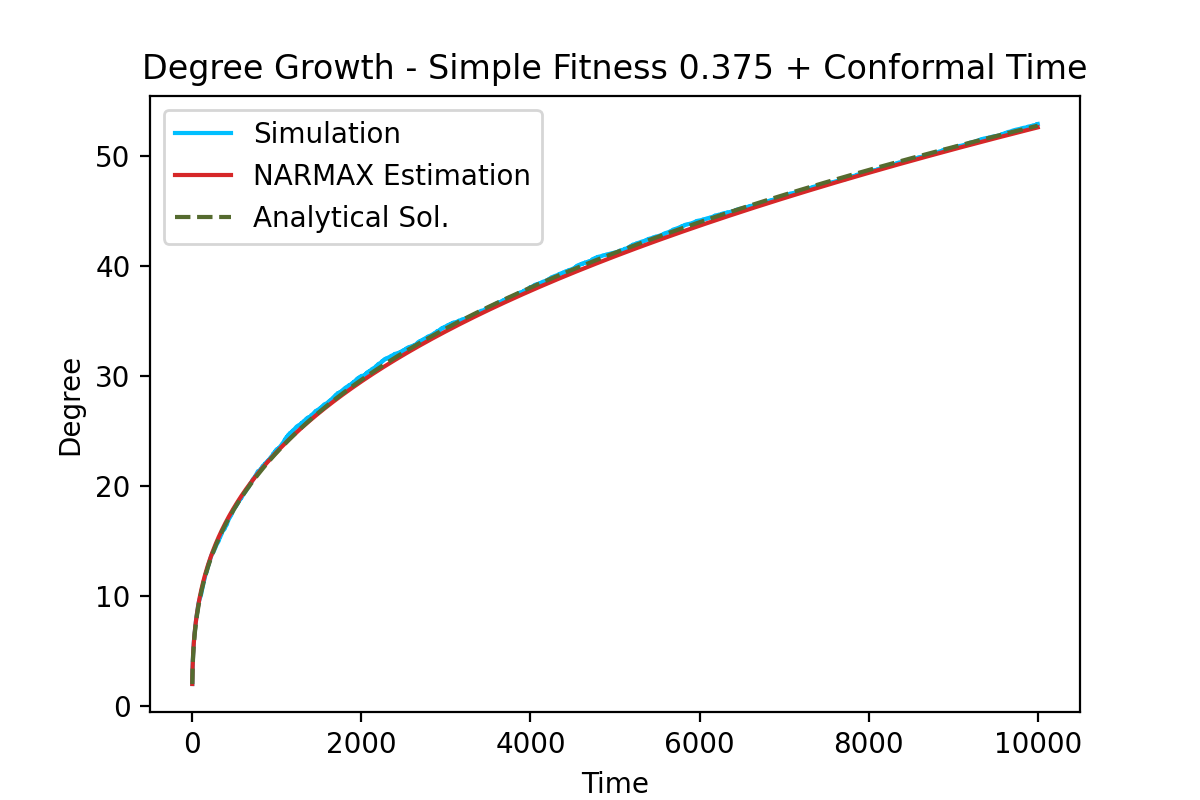 Degree Growth - Simple Fitness 0.375 + Conformal Time
Simulation
NARMAX Estimation
Analytical Sol.
50
40
30
20
10
0
Degree
0 2000 4000 6000 8000 10000
Time